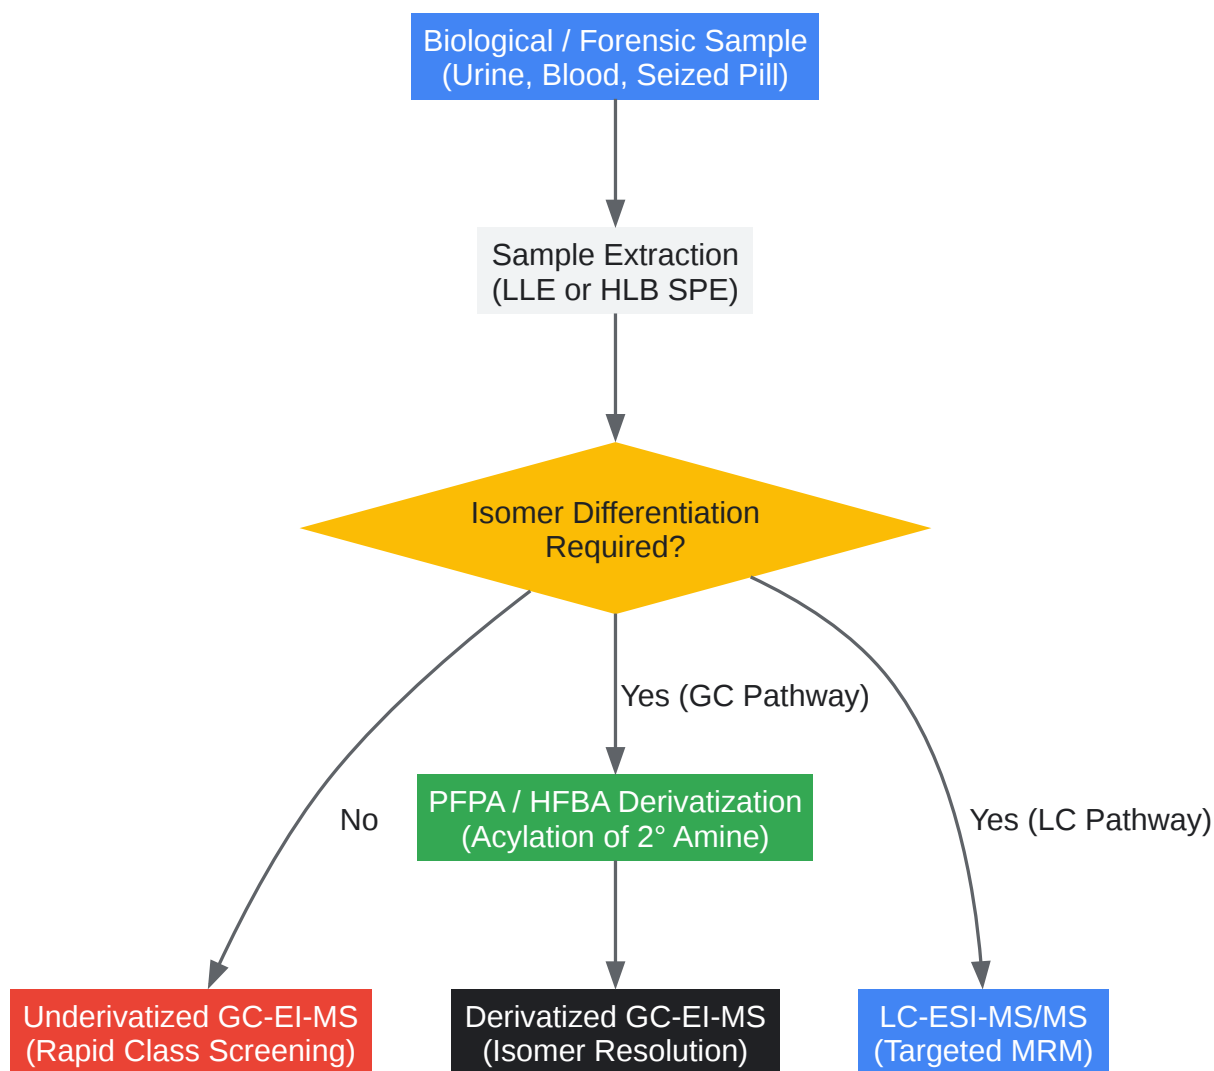 Biological / Forensic Sample
(Urine, Blood, Seized Pill)
Sample Extraction
(LLE or HLB SPE)
Isomer Differentiation
Required?
Yes (GC Pathway)
No
PFPA / HFBA Derivatization
(Acylation of 2° Amine)
Yes (LC Pathway)
Underivatized GC-EI-MS
(Rapid Class Screening)
Derivatized GC-EI-MS
(Isomer Resolution)
LC-ESI-MS/MS
(Targeted MRM)